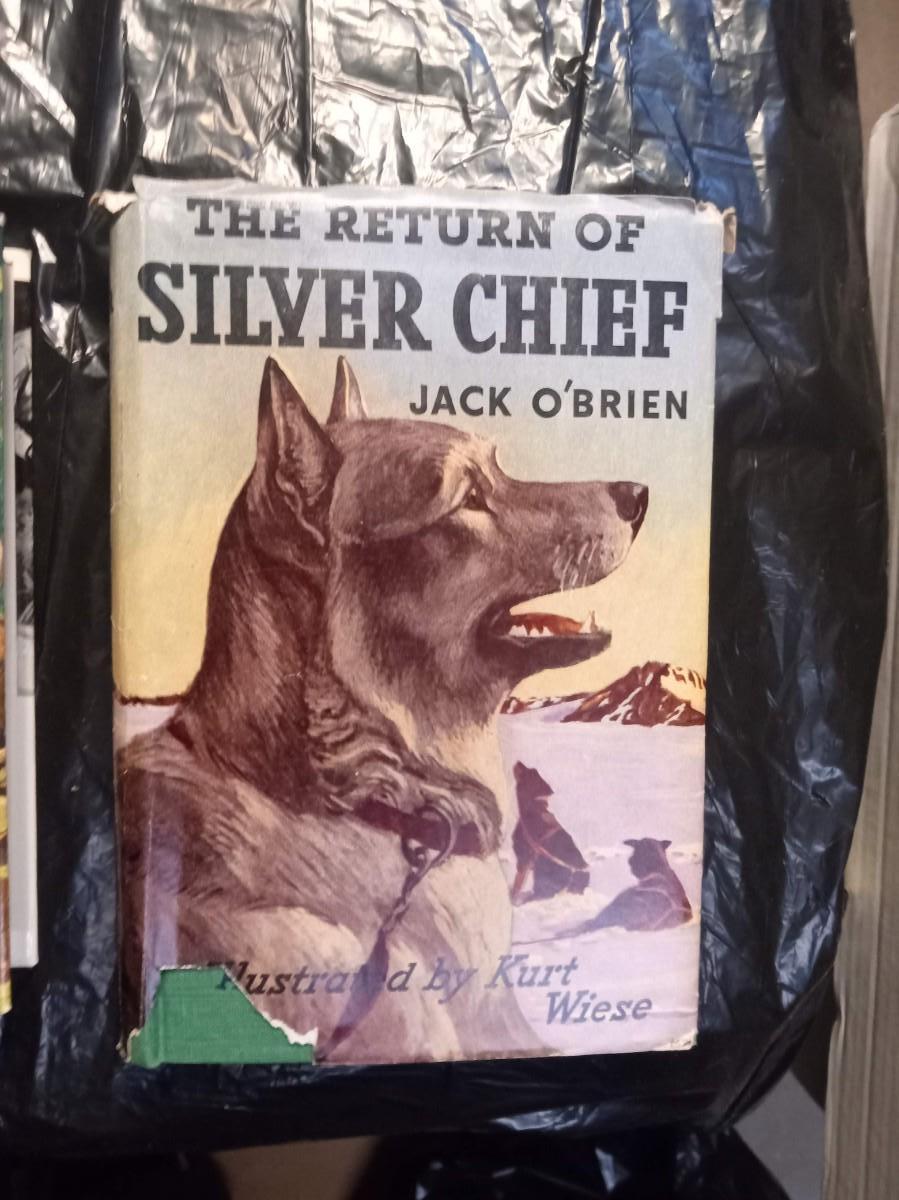 THE RETURN OF
SILVER CHIEF
JACK O'BRIEN
Illustrated by Kurt
Wiese